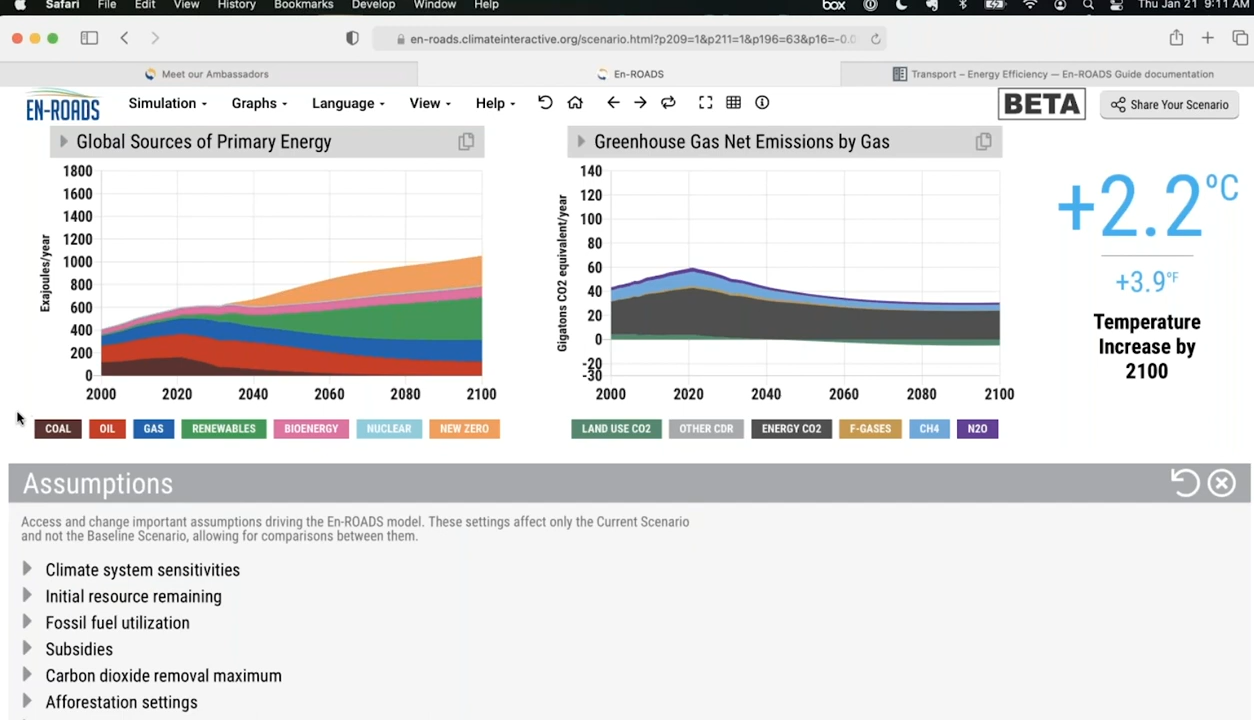 Safari File Edit View History Bookmarks Develop Window Help box Thu Jan 21 9:11 AM
en-roads.climateinteractive.org/scenario.html?p209=1&p211=1&p196=63&p16=-0.0
Meet our Ambassadors En-ROADS Transport – Energy Efficiency — En-ROADS Guide documentation
EN-ROADS Simulation Graphs Language View Help BETA Share Your Scenario
Global Sources of Primary Energy
Exajoules/year
1800
1600
1400
1200
1000
800
600
400
200
0
2000 2020 2040 2060 2080 2100
COAL OIL GAS RENEWABLES BIOENERGY NUCLEAR NEW ZERO
Greenhouse Gas Net Emissions by Gas
Gigatons CO2 equivalent/year
140
120
100
80
60
40
20
0
-20
-30
2000 2020 2040 2060 2080 2100
LAND USE CO2 OTHER CDR ENERGY CO2 F-GASES CH4 N2O
+2.2°C
+3.9°F
Temperature
Increase by
2100
Assumptions
Access and change important assumptions driving the En-ROADS model. These settings affect only the Current Scenario
and not the Baseline Scenario, allowing for comparisons between them.
Climate system sensitivities
Initial resource remaining
Fossil fuel utilization
Subsidies
Carbon dioxide removal maximum
Afforestation settings